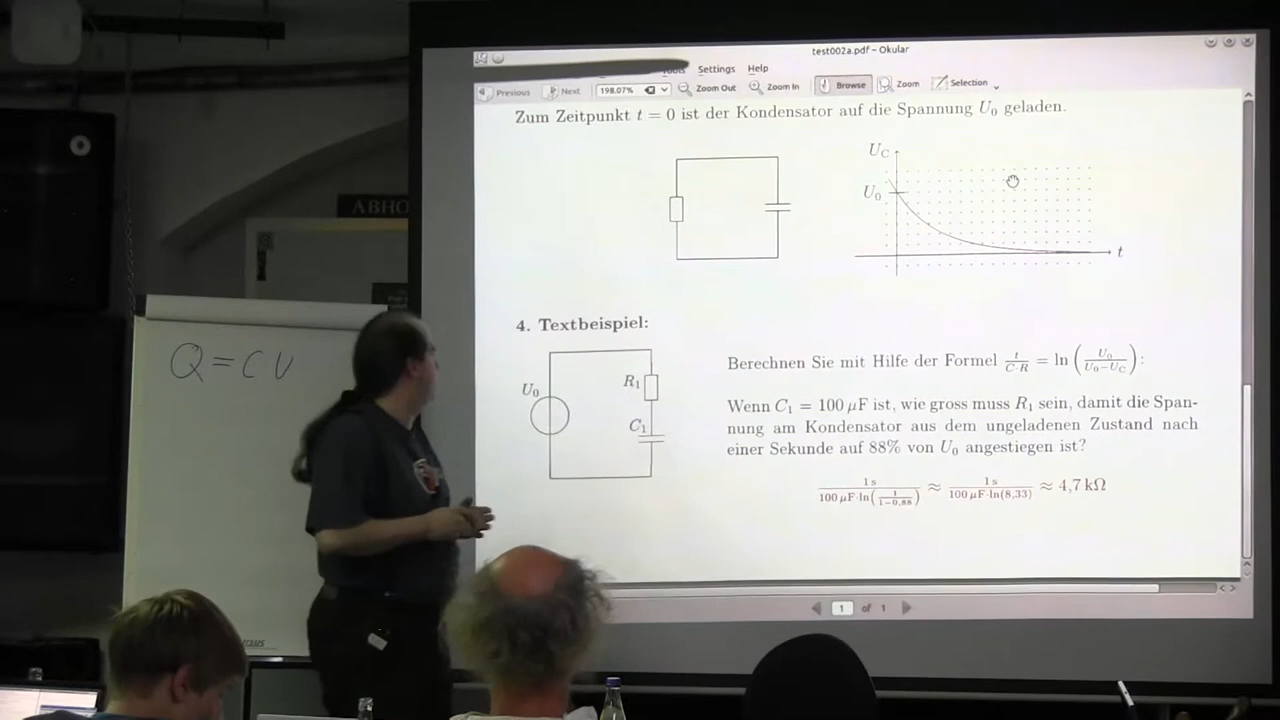 test002a.pdf – Okular
Settings Help
Previous Next 198.07% Zoom Out Zoom In Browse Zoom Selection
Zum Zeitpunkt t = 0 ist der Kondensator auf die Spannung U₀ geladen.
U_C
U₀
t
ABHO
4. Textbeispiel:
U₀
R₁
C₁
Berechnen Sie mit Hilfe der Formel t/(C·R) = ln(U₀/(U₀−U_C)):
Wenn C₁ = 100 μF ist, wie gross muss R₁ sein, damit die Span-
nung am Kondensator aus dem ungeladenen Zustand nach
einer Sekunde auf 88% von U₀ angestiegen ist?
1 s/(100 μF·ln(1/(1−0,88))) ≈ 1 s/(100 μF·ln(8,33)) ≈ 4,7 kΩ
1 of 1
Q = C U